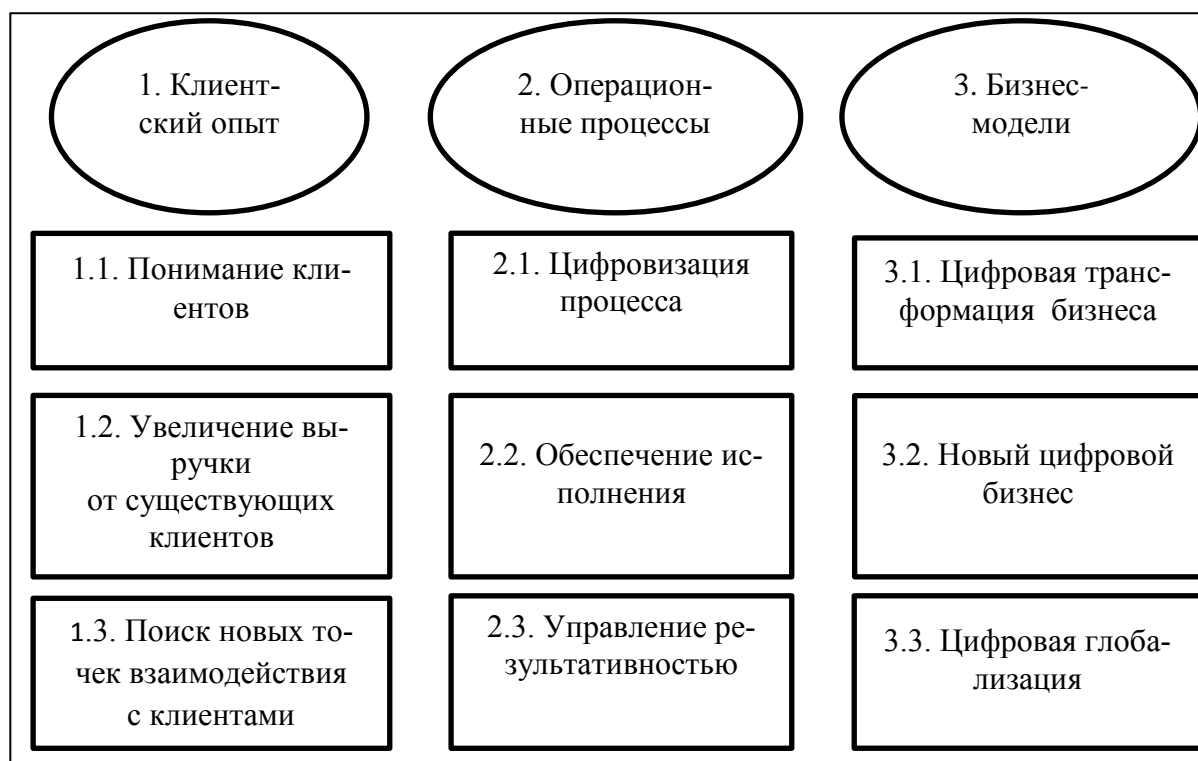 1. Клиент-
ский опыт
2. Операцион-
ные процессы
3. Бизнес-
модели
1.1. Понимание кли-
ентов
2.1. Цифровизация
процесса
3.1. Цифровая транс-
формация  бизнеса
1.2. Увеличение вы-
ручки
от существующих
клиентов
2.2. Обеспечение ис-
полнения
3.2. Новый цифровой
бизнес
1.3. Поиск новых то-
чек взаимодействия
с клиентами
2.3. Управление ре-
зультативностью
3.3. Цифровая глоба-
лизация